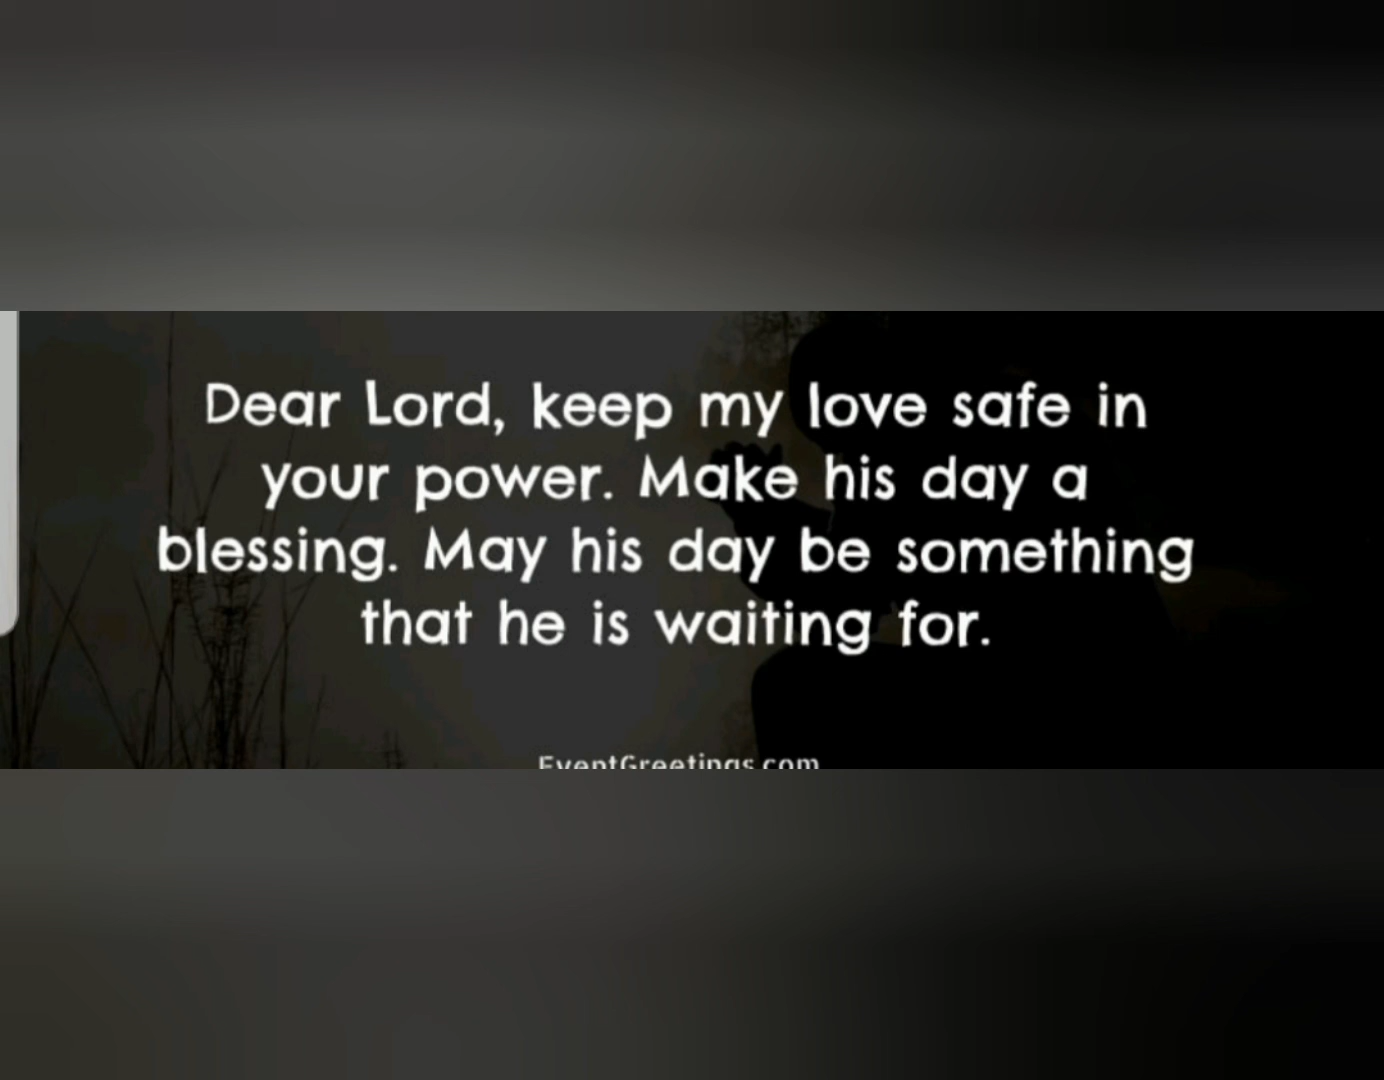 Dear Lord, keep my love safe in
your power. Make his day a
blessing. May his day be something
that he is waiting for.
EventGreetings.com